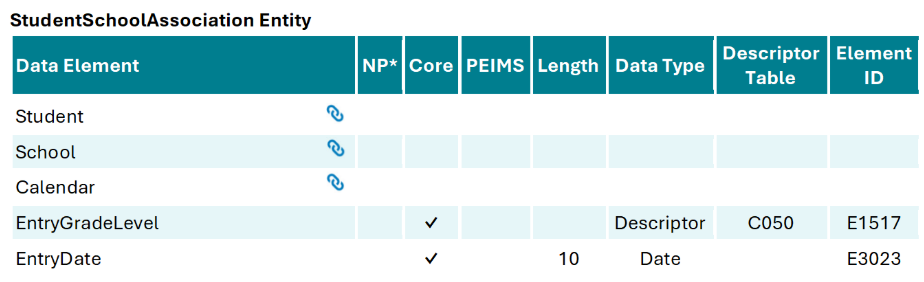 StudentSchoolAssociation Entity
Data Element NP* Core PEIMS Length Data Type Descriptor Table Element ID
Student
School
Calendar
EntryGradeLevel ✓ Descriptor C050 E1517
EntryDate ✓ 10 Date E3023